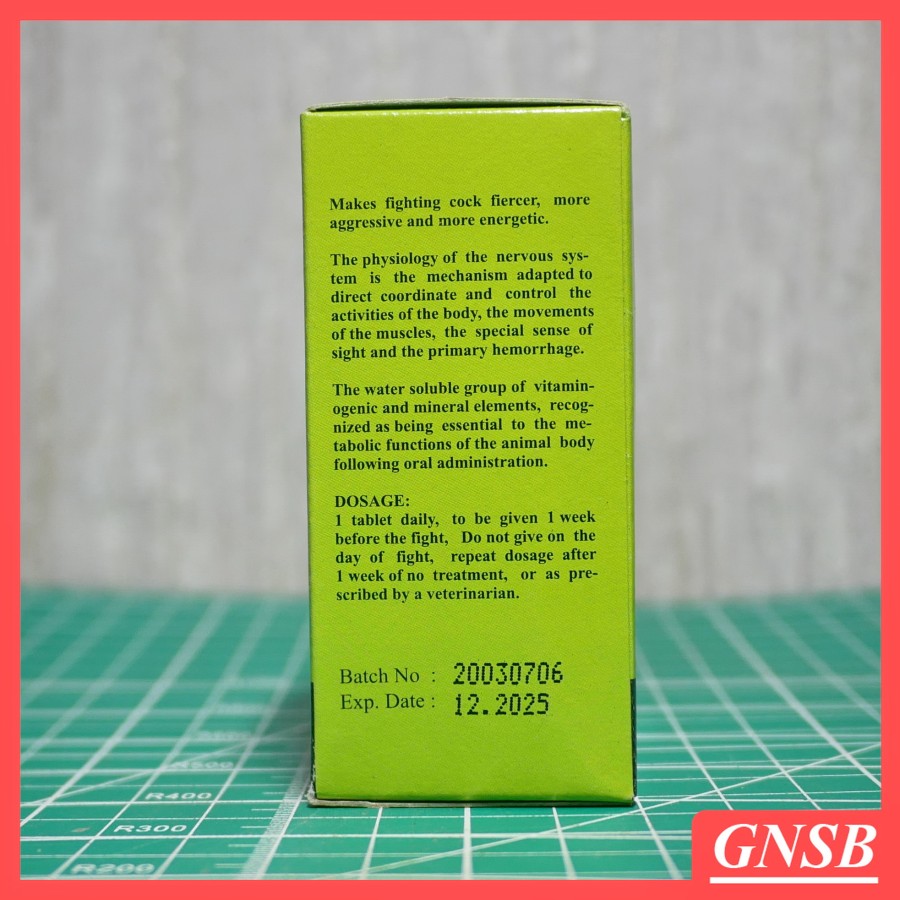 Makes fighting cock fiercer, more
aggressive and more energetic.
The physiology of the nervous sys-
tem is the mechanism adapted to
direct coordinate and control the
activities of the body, the movements
of the muscles, the special sense of
sight and the primary hemorrhage.
The water soluble group of vitamin-
ogenic and mineral elements, recog-
nized as being essential to the me-
tabolic functions of the animal body
following oral administration.
DOSAGE:
1 tablet daily, to be given 1 week
before the fight, Do not give on the
day of fight, repeat dosage after
1 week of no treatment, or as pre-
scribed by a veterinarian.
Batch No : 20030706
Exp. Date : 12.2025
R500
R400
R300
R200
GNSB